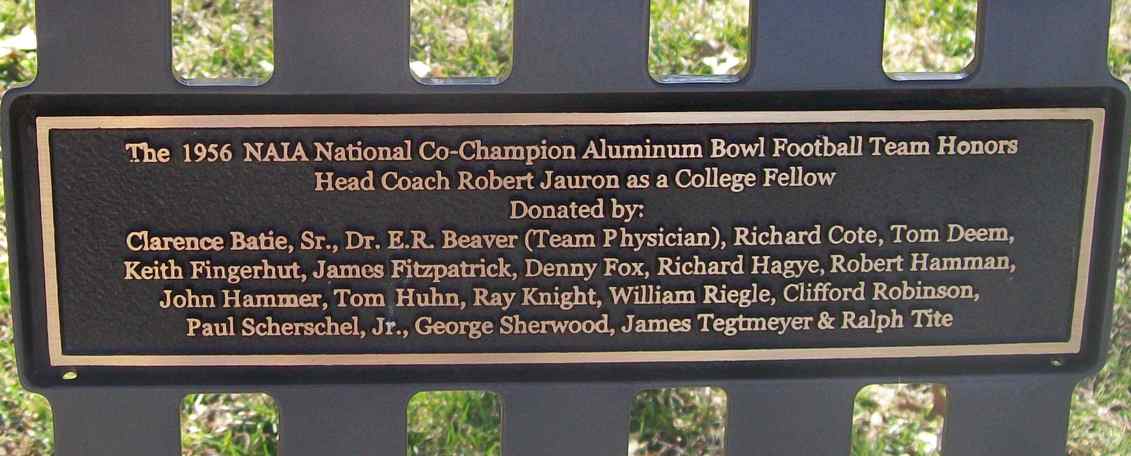 The 1956 NAIA National Co-Champion Aluminum Bowl Football Team Honors
Head Coach Robert Jauron as a College Fellow
Donated by:
Clarence Batie, Sr., Dr. E.R. Beaver (Team Physician), Richard Cote, Tom Deem,
Keith Fingerhut, James Fitzpatrick, Denny Fox, Richard Hagye, Robert Hamman,
John Hammer, Tom Huhn, Ray Knight, William Riegle, Clifford Robinson,
Paul Scherschel, Jr., George Sherwood, James Tegtmeyer & Ralph Tite